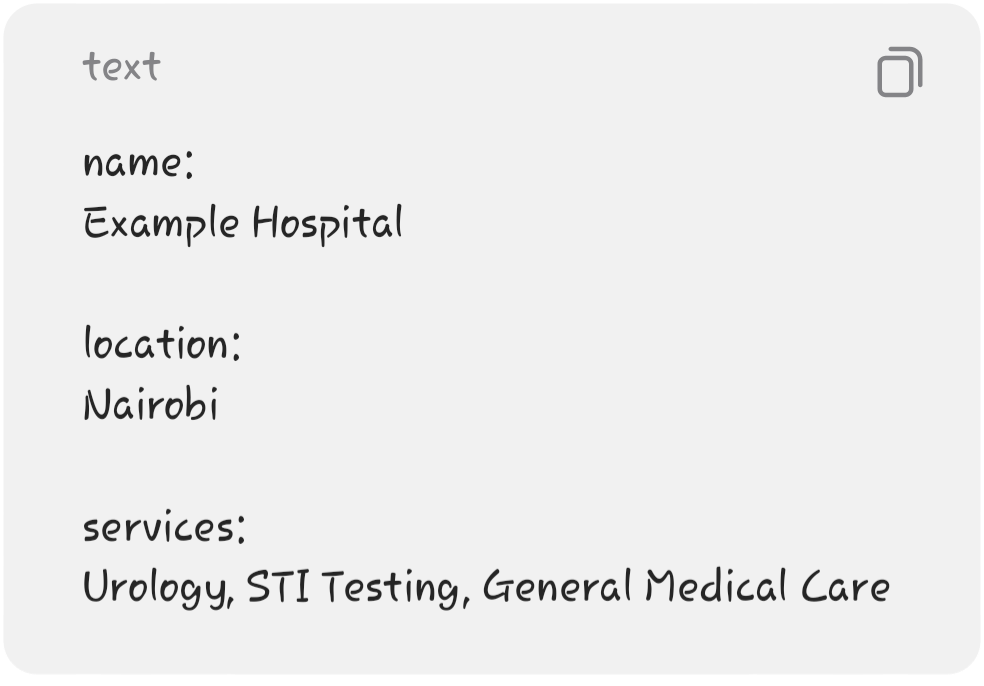 text
name:
Example Hospital
location:
Nairobi
services:
Urology, STI Testing, General Medical Care